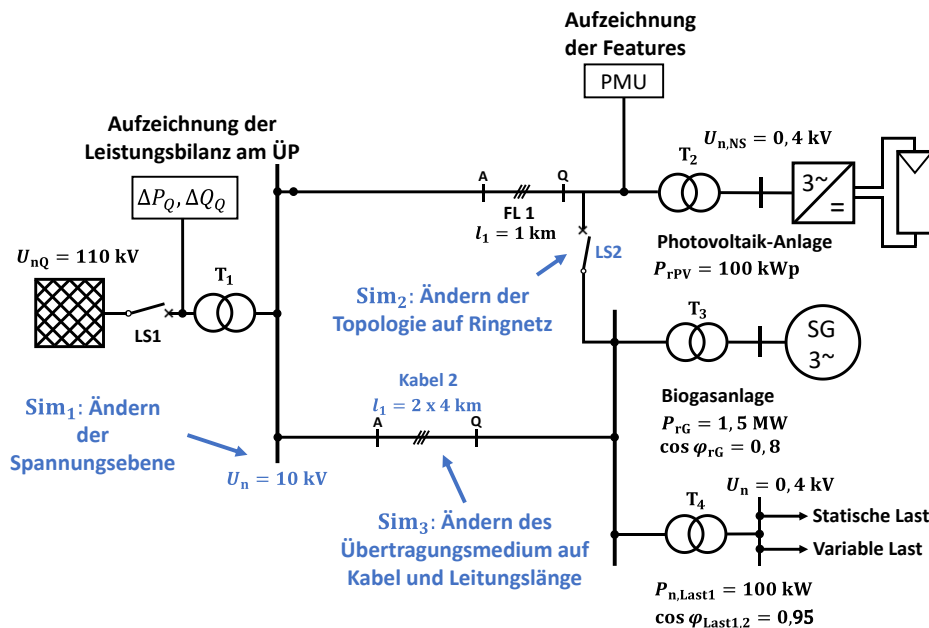 Aufzeichnung
der Features
PMU
Aufzeichnung der
Leistungsbilanz am ÜP
ΔP_Q, ΔQ_Q
U_nQ = 110 kV
T_1
LS1
A
Q
FL 1
l_1 = 1 km
T_2
U_n,NS = 0,4 kV
3~
=
Photovoltaik-Anlage
P_rPV = 100 kWp
LS2
Sim_2: Ändern der
Topologie auf Ringnetz
T_3
SG
3~
Biogasanlage
P_rG = 1,5 MW
cos φ_rG = 0,8
Kabel 2
l_1 = 2 x 4 km
A
Q
Sim_1: Ändern
der
Spannungsebene
U_n = 10 kV
Sim_3: Ändern des
Übertragungsmedium auf
Kabel und Leitungslänge
T_4
U_n = 0,4 kV
Statische Last
Variable Last
P_n,Last1 = 100 kW
cos φ_Last1,2 = 0,95